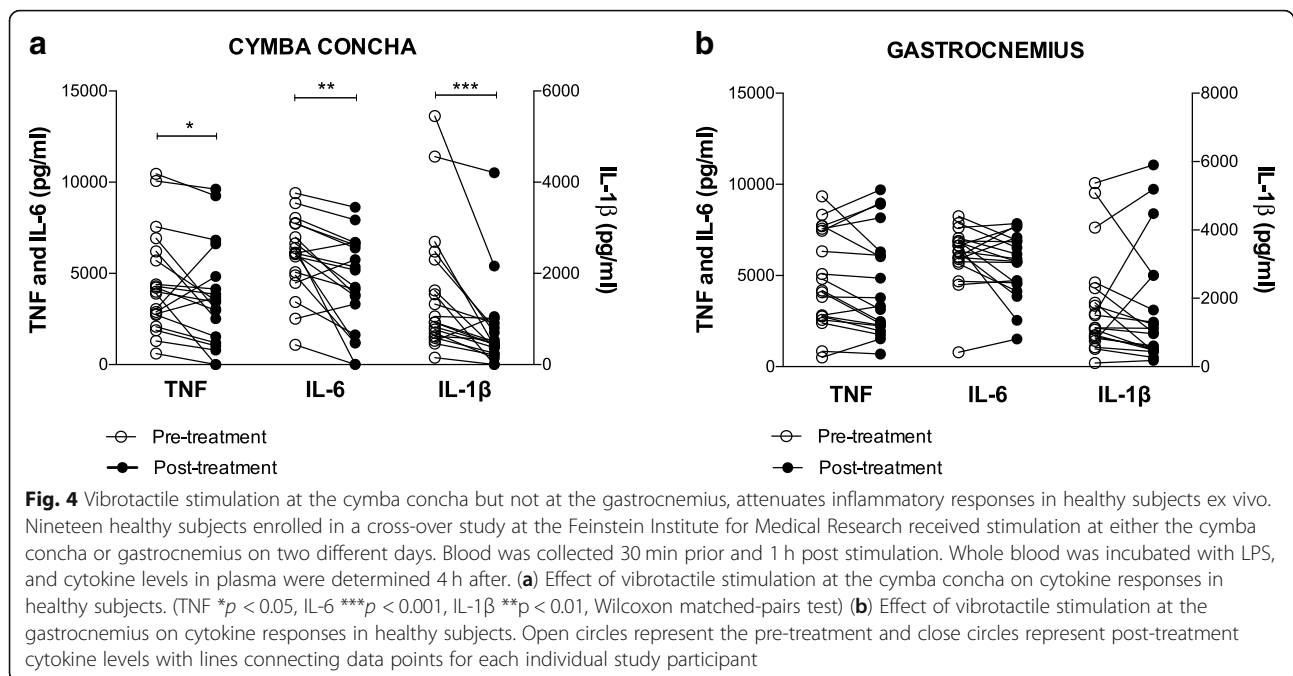 a
CYMBA CONCHA
15000
10000
5000
0
TNF and IL-6 (pg/ml)
*
**
***
6000
4000
2000
0
IL-1β (pg/ml)
TNF
IL-6
IL-1β
Pre-treatment
Post-treatment
b
GASTROCNEMIUS
15000
10000
5000
0
TNF and IL-6 (pg/ml)
8000
6000
4000
2000
0
IL-1β (pg/ml)
TNF
IL-6
IL-1β
Pre-treatment
Post-treatment
Fig. 4 Vibrotactile stimulation at the cymba concha but not at the gastrocnemius, attenuates inflammatory responses in healthy subjects ex vivo.
Nineteen healthy subjects enrolled in a cross-over study at the Feinstein Institute for Medical Research received stimulation at either the cymba
concha or gastrocnemius on two different days. Blood was collected 30 min prior and 1 h post stimulation. Whole blood was incubated with LPS,
and cytokine levels in plasma were determined 4 h after. (a) Effect of vibrotactile stimulation at the cymba concha on cytokine responses in
healthy subjects. (TNF *p < 0.05, IL-6 ***p < 0.001, IL-1β **p < 0.01, Wilcoxon matched-pairs test) (b) Effect of vibrotactile stimulation at the
gastrocnemius on cytokine responses in healthy subjects. Open circles represent the pre-treatment and close circles represent post-treatment
cytokine levels with lines connecting data points for each individual study participant